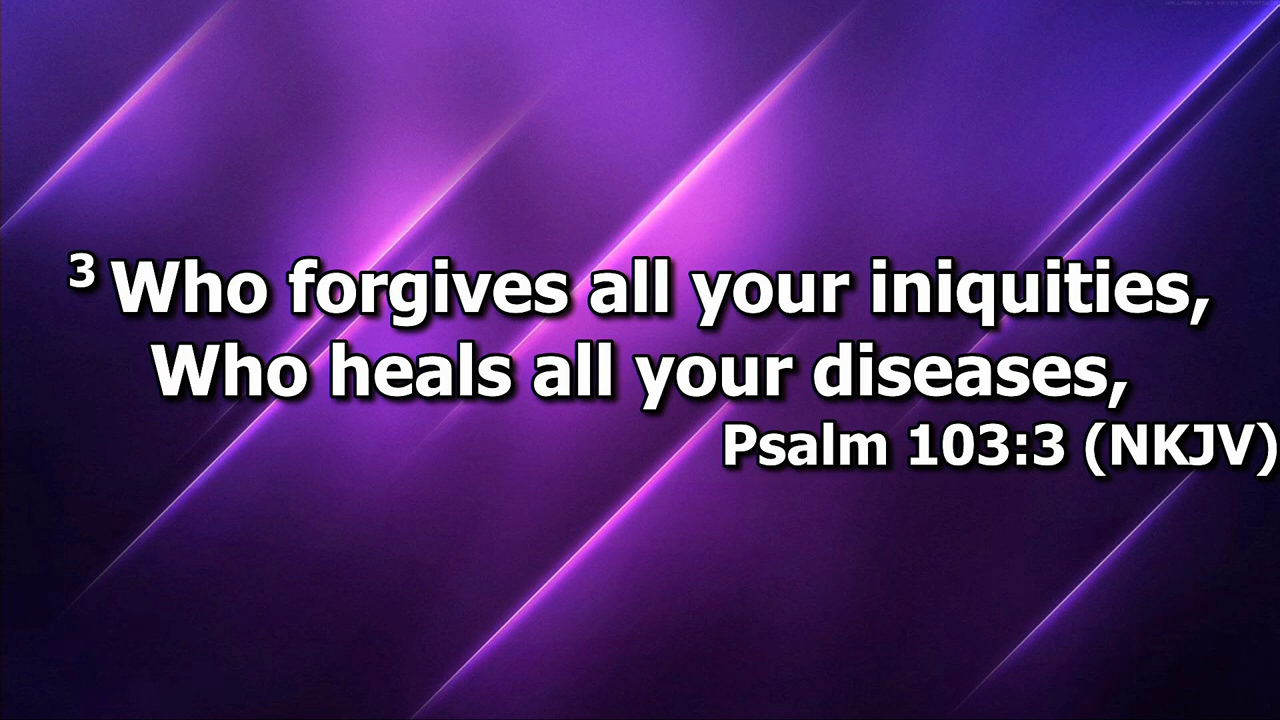 ³ Who forgives all your iniquities,
Who heals all your diseases,
Psalm 103:3 (NKJV)